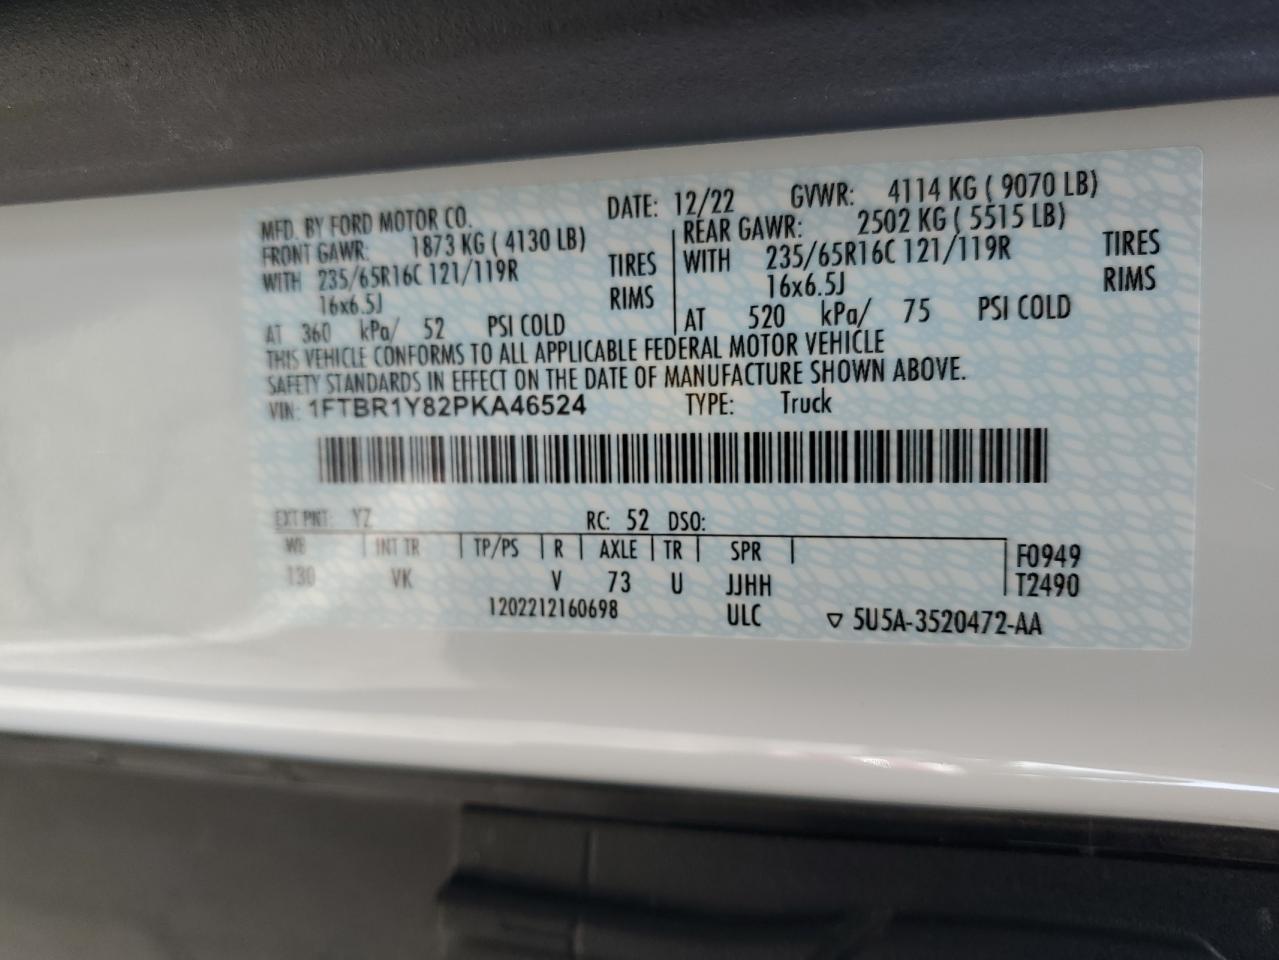 MFD. BY FORD MOTOR CO. DATE: 12/22 GVWR: 4114 KG ( 9070 LB)
FRONT GAWR: 1873 KG ( 4130 LB) REAR GAWR: 2502 KG ( 5515 LB)
WITH 235/65R16C 121/119R TIRES WITH 235/65R16C 121/119R TIRES
16x6.5J RIMS 16x6.5J RIMS
AT 360 kPa/ 52 PSI COLD AT 520 kPa/ 75 PSI COLD
THIS VEHICLE CONFORMS TO ALL APPLICABLE FEDERAL MOTOR VEHICLE
SAFETY STANDARDS IN EFFECT ON THE DATE OF MANUFACTURE SHOWN ABOVE.
VIN: 1FTBR1Y82PKA46524 TYPE: Truck
EXT PNT: YZ RC: 52 DSO:
WB INT TR TP/PS R AXLE TR SPR F0949
130 VK V 73 U JJHH T2490
1202212160698 ULC ▽ 5U5A-3520472-AA